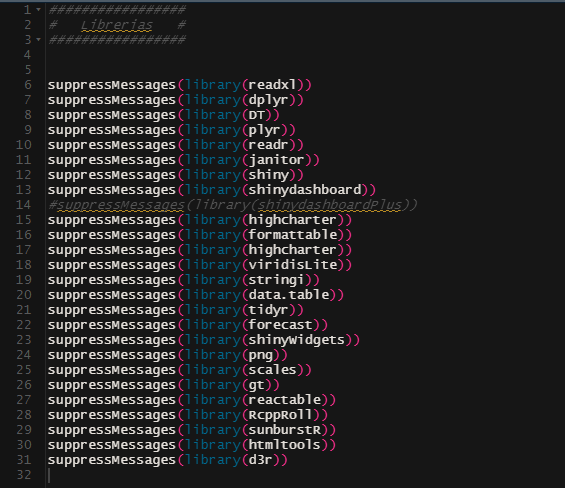 1 #################
2 #   Librerias   #
3 #################
4
5
6 suppressMessages(library(readxl))
7 suppressMessages(library(dplyr))
8 suppressMessages(library(DT))
9 suppressMessages(library(plyr))
10 suppressMessages(library(readr))
11 suppressMessages(library(janitor))
12 suppressMessages(library(shiny))
13 suppressMessages(library(shinydashboard))
14 #suppressMessages(library(shinydashboardPlus))
15 suppressMessages(library(highcharter))
16 suppressMessages(library(formattable))
17 suppressMessages(library(highcharter))
18 suppressMessages(library(viridisLite))
19 suppressMessages(library(stringi))
20 suppressMessages(library(data.table))
21 suppressMessages(library(tidyr))
22 suppressMessages(library(forecast))
23 suppressMessages(library(shinyWidgets))
24 suppressMessages(library(png))
25 suppressMessages(library(scales))
26 suppressMessages(library(gt))
27 suppressMessages(library(reactable))
28 suppressMessages(library(RcppRoll))
29 suppressMessages(library(sunburstR))
30 suppressMessages(library(htmltools))
31 suppressMessages(library(d3r))
32